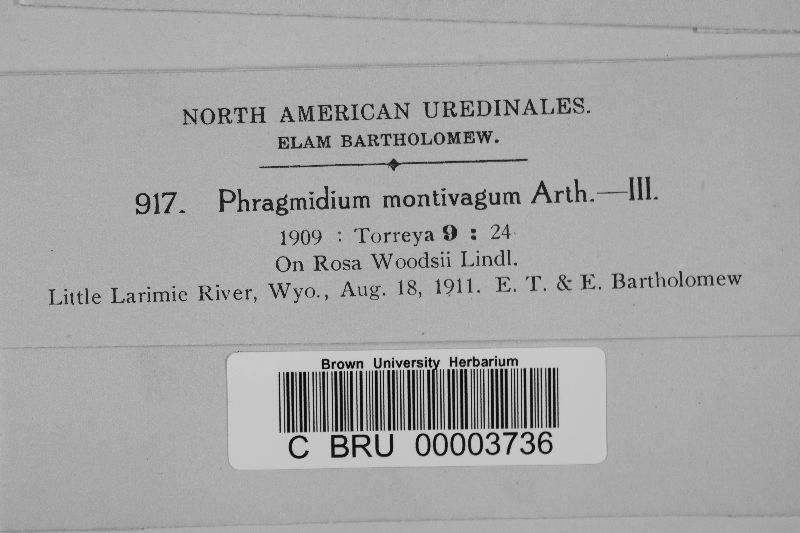 NORTH AMERICAN UREDINALES.
ELAM BARTHOLOMEW.
917. Phragmidium montivagum Arth.—III.
1909 : Torreya 9 : 24
On Rosa Woodsii Lindl.
Little Larimie River, Wyo., Aug. 18, 1911. E. T. & E. Bartholomew
Brown University Herbarium
C BRU 00003736